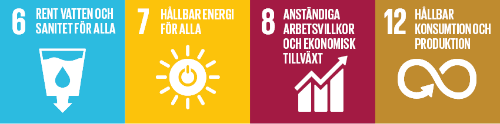 6 RENT VATTEN OCH
SANITET FÖR ALLA
7 HÅLLBAR ENERGI
FÖR ALLA
8 ANSTÄNDIGA
ARBETSVILLKOR
OCH EKONOMISK
TILLVÄXT
12 HÅLLBAR
KONSUMTION OCH
PRODUKTION